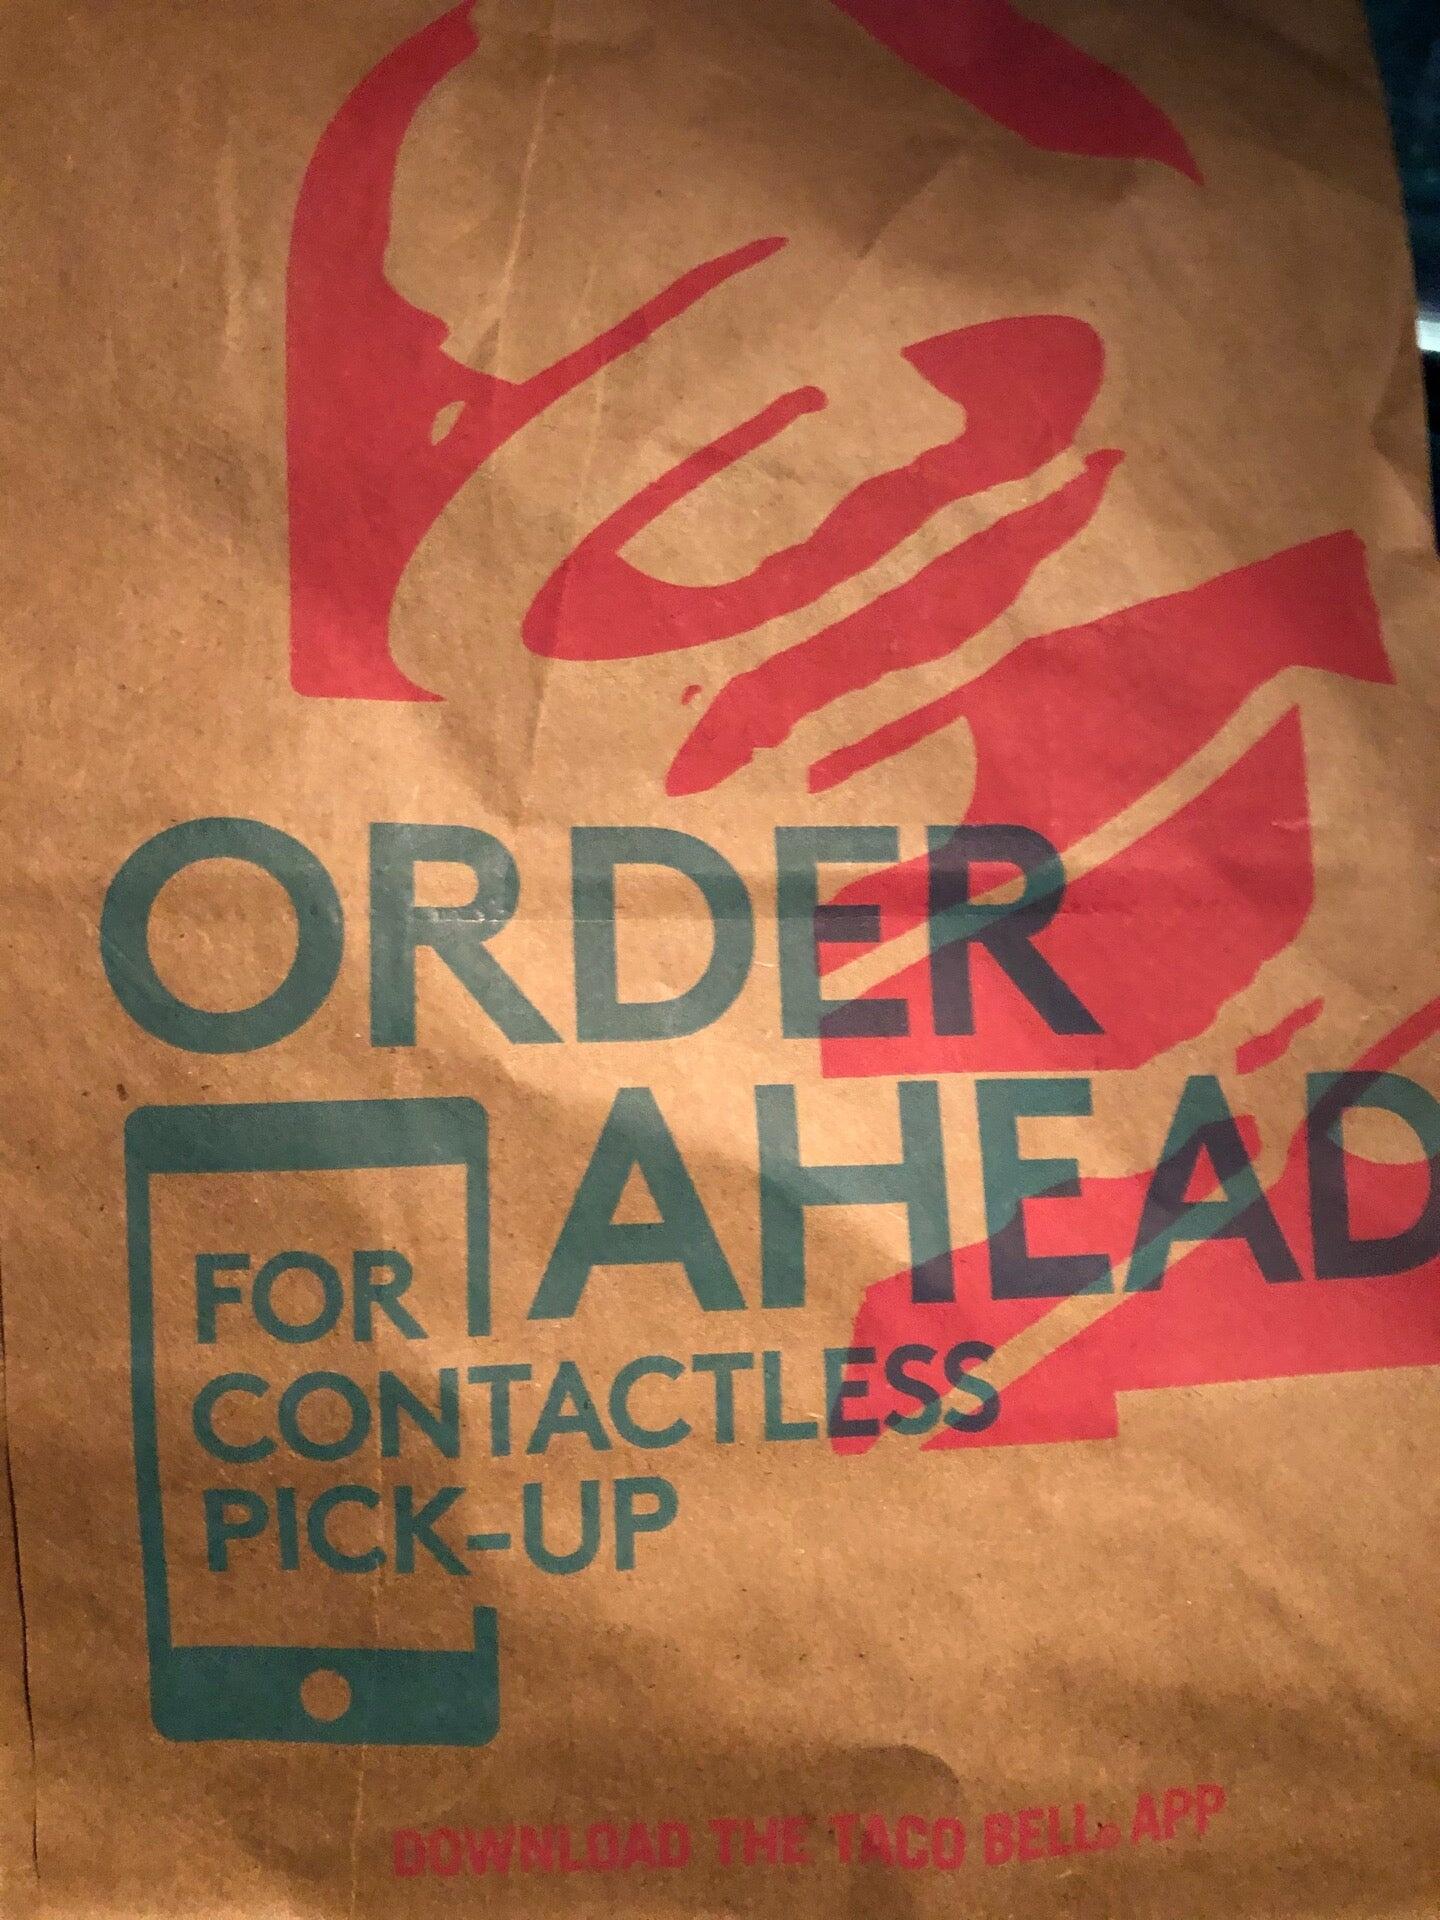 ORDER
AHEAD
FOR
CONTACTLESS
PICK-UP
DOWNLOAD THE TACO BELL® APP